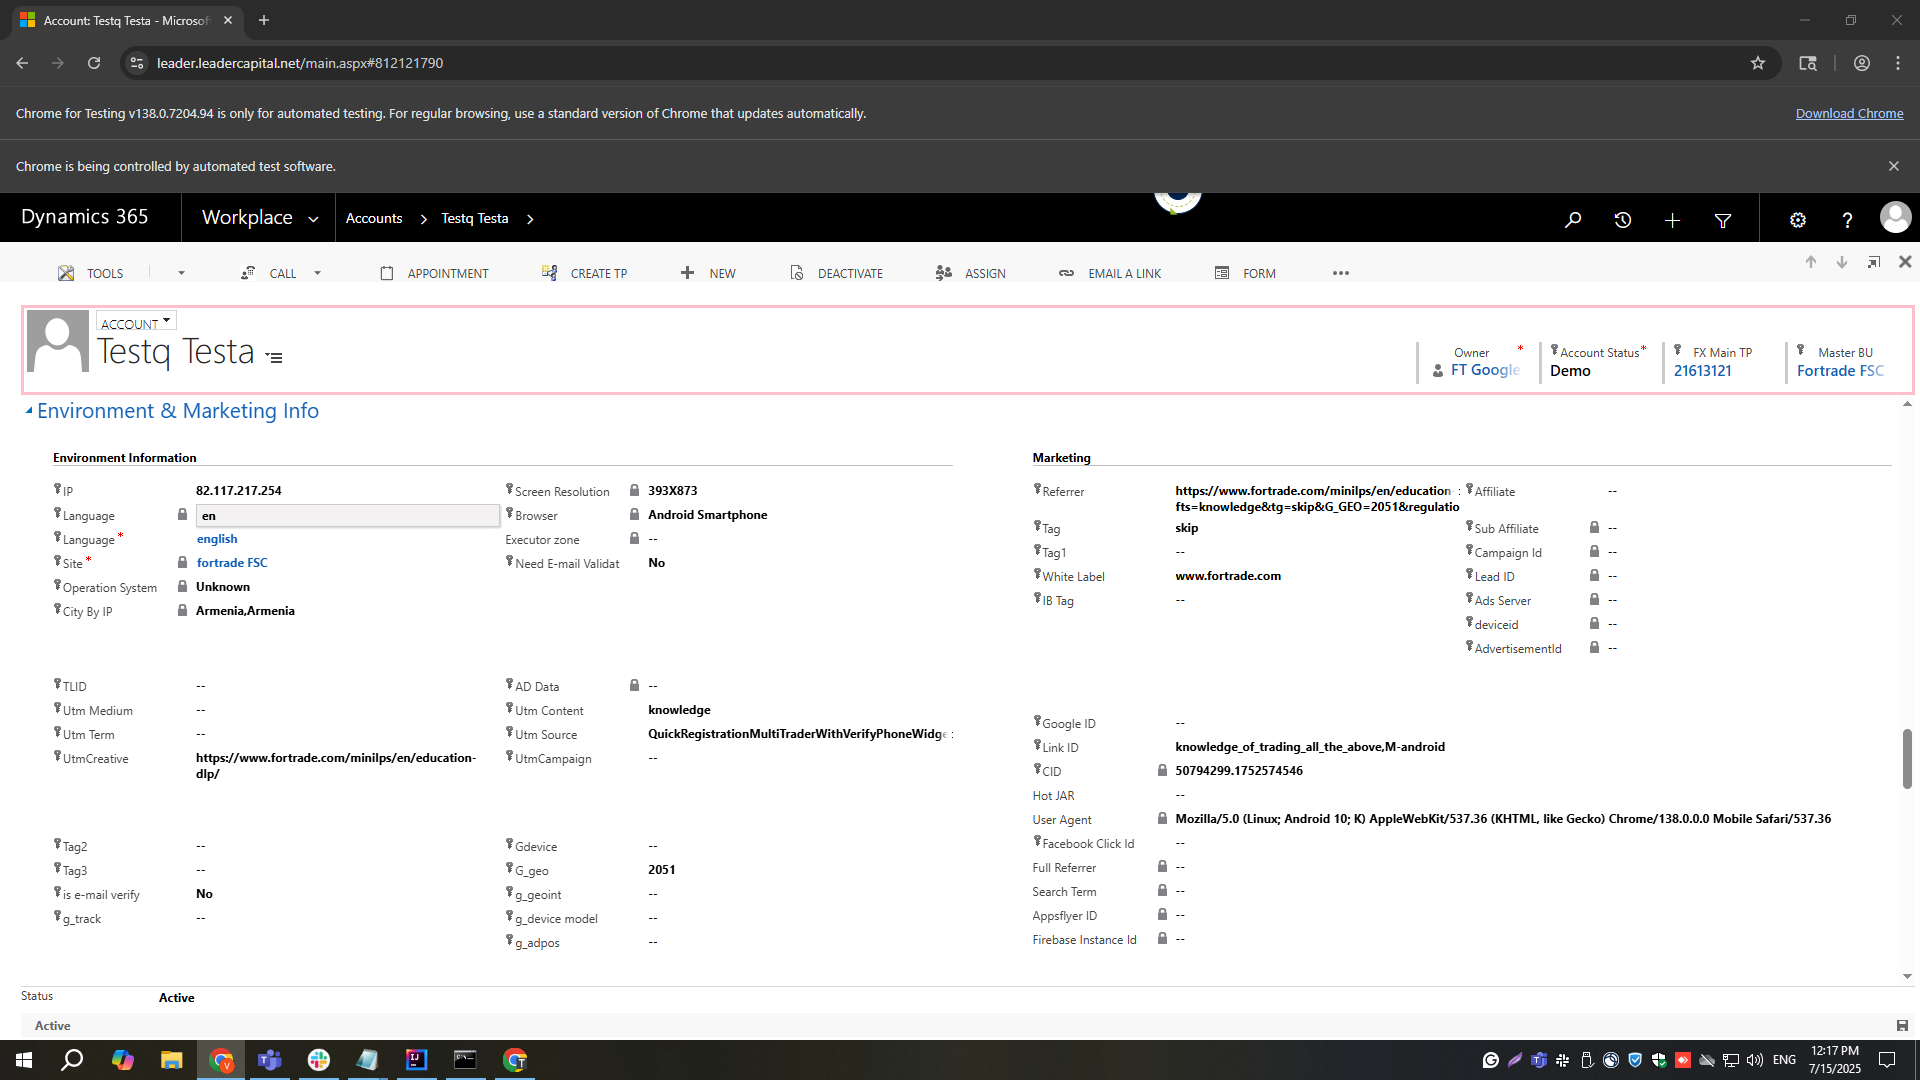 Account: Testq Testa - Microsof
leader.leadercapital.net/main.aspx#812121790
Chrome for Testing v138.0.7204.94 is only for automated testing. For regular browsing, use a standard version of Chrome that updates automatically.
Download Chrome
Chrome is being controlled by automated test software.
Dynamics 365
Workplace
Accounts
Testq Testa
TOOLS
CALL
APPOINTMENT
CREATE TP
NEW
DEACTIVATE
ASSIGN
EMAIL A LINK
FORM
ACCOUNT
Testq Testa
Owner *
FT Google
Account Status *
Demo
FX Main TP
21613121
Master BU
Fortrade FSC
Environment & Marketing Info
Environment Information
IP 82.117.217.254
Language en
Language * english
Site * fortrade FSC
Operation System Unknown
City By IP Armenia,Armenia
Screen Resolution 393X873
Browser Android Smartphone
Executor zone --
Need E-mail Validat No
TLID --
Utm Medium --
Utm Term --
UtmCreative https://www.fortrade.com/minilps/en/education-
dlp/
AD Data --
Utm Content knowledge
Utm Source QuickRegistrationMultiTraderWithVerifyPhoneWidge
UtmCampaign --
Tag2 --
Tag3 --
is e-mail verify No
g_track --
Gdevice --
G_geo 2051
g_geoint --
g_device model --
g_adpos --
Marketing
Referrer https://www.fortrade.com/minilps/en/education-
fts=knowledge&tg=skip&G_GEO=2051&regulatio
Tag skip
Tag1 --
White Label www.fortrade.com
IB Tag --
Affiliate --
Sub Affiliate --
Campaign Id --
Lead ID --
Ads Server --
deviceid --
AdvertisementId --
Google ID --
Link ID knowledge_of_trading_all_the_above,M-android
CID 50794299.1752574546
Hot JAR --
User Agent Mozilla/5.0 (Linux; Android 10; K) AppleWebKit/537.36 (KHTML, like Gecko) Chrome/138.0.0.0 Mobile Safari/537.36
Facebook Click Id --
Full Referrer --
Search Term --
Appsflyer ID --
Firebase Instance Id --
Status Active
Active
ENG
12:17 PM
7/15/2025